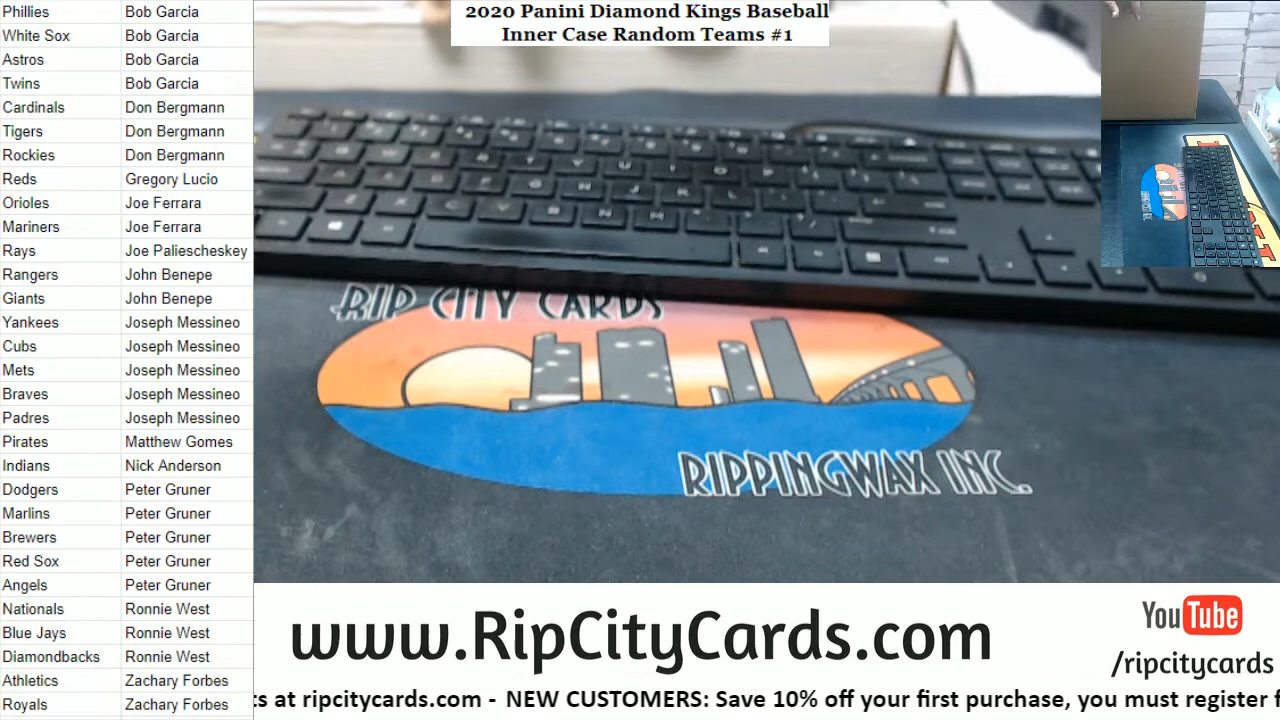 2020 Panini Diamond Kings Baseball
Inner Case Random Teams #1
Phillies Bob Garcia
White Sox Bob Garcia
Astros Bob Garcia
Twins Bob Garcia
Cardinals Don Bergmann
Tigers Don Bergmann
Rockies Don Bergmann
Reds Gregory Lucio
Orioles Joe Ferrara
Mariners Joe Ferrara
Rays Joe Paliescheskey
Rangers John Benepe
Giants John Benepe
Yankees Joseph Messineo
Cubs Joseph Messineo
Mets Joseph Messineo
Braves Joseph Messineo
Padres Joseph Messineo
Pirates Matthew Gomes
Indians Nick Anderson
Dodgers Peter Gruner
Marlins Peter Gruner
Brewers Peter Gruner
Red Sox Peter Gruner
Angels Peter Gruner
Nationals Ronnie West
Blue Jays Ronnie West
Diamondbacks Ronnie West
Athletics Zachary Forbes
Royals Zachary Forbes
RIP CITY CARDS
RIPPINGWAX INC.
www.RipCityCards.com
YouTube
/ripcitycards
ts at ripcitycards.com - NEW CUSTOMERS: Save 10% off your first purchase, you must register f